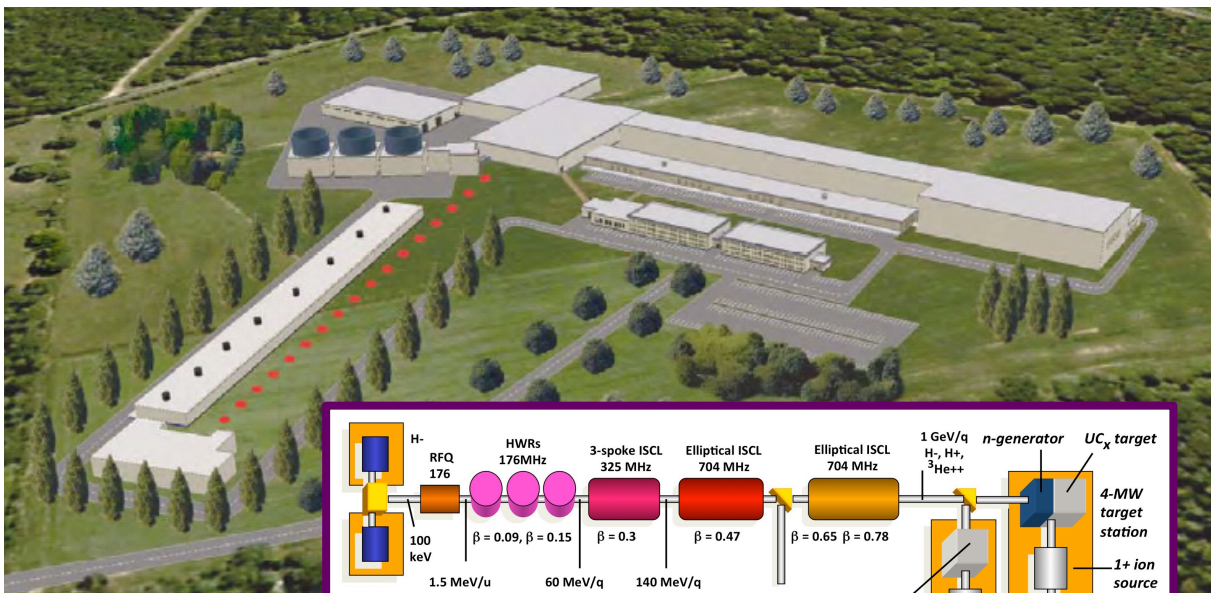 H-
RFQ
176
HWRs
176MHz
3-spoke ISCL
325 MHz
Elliptical ISCL
704 MHz
Elliptical ISCL
704 MHz
1 GeV/q
H-, H+,
³He++
n-generator
UCₓ target
100
keV
β = 0.09, β = 0.15
β = 0.3
β = 0.47
β = 0.65 β = 0.78
4-MW
target
station
1.5 MeV/u
60 MeV/q
140 MeV/q
1+ ion
source